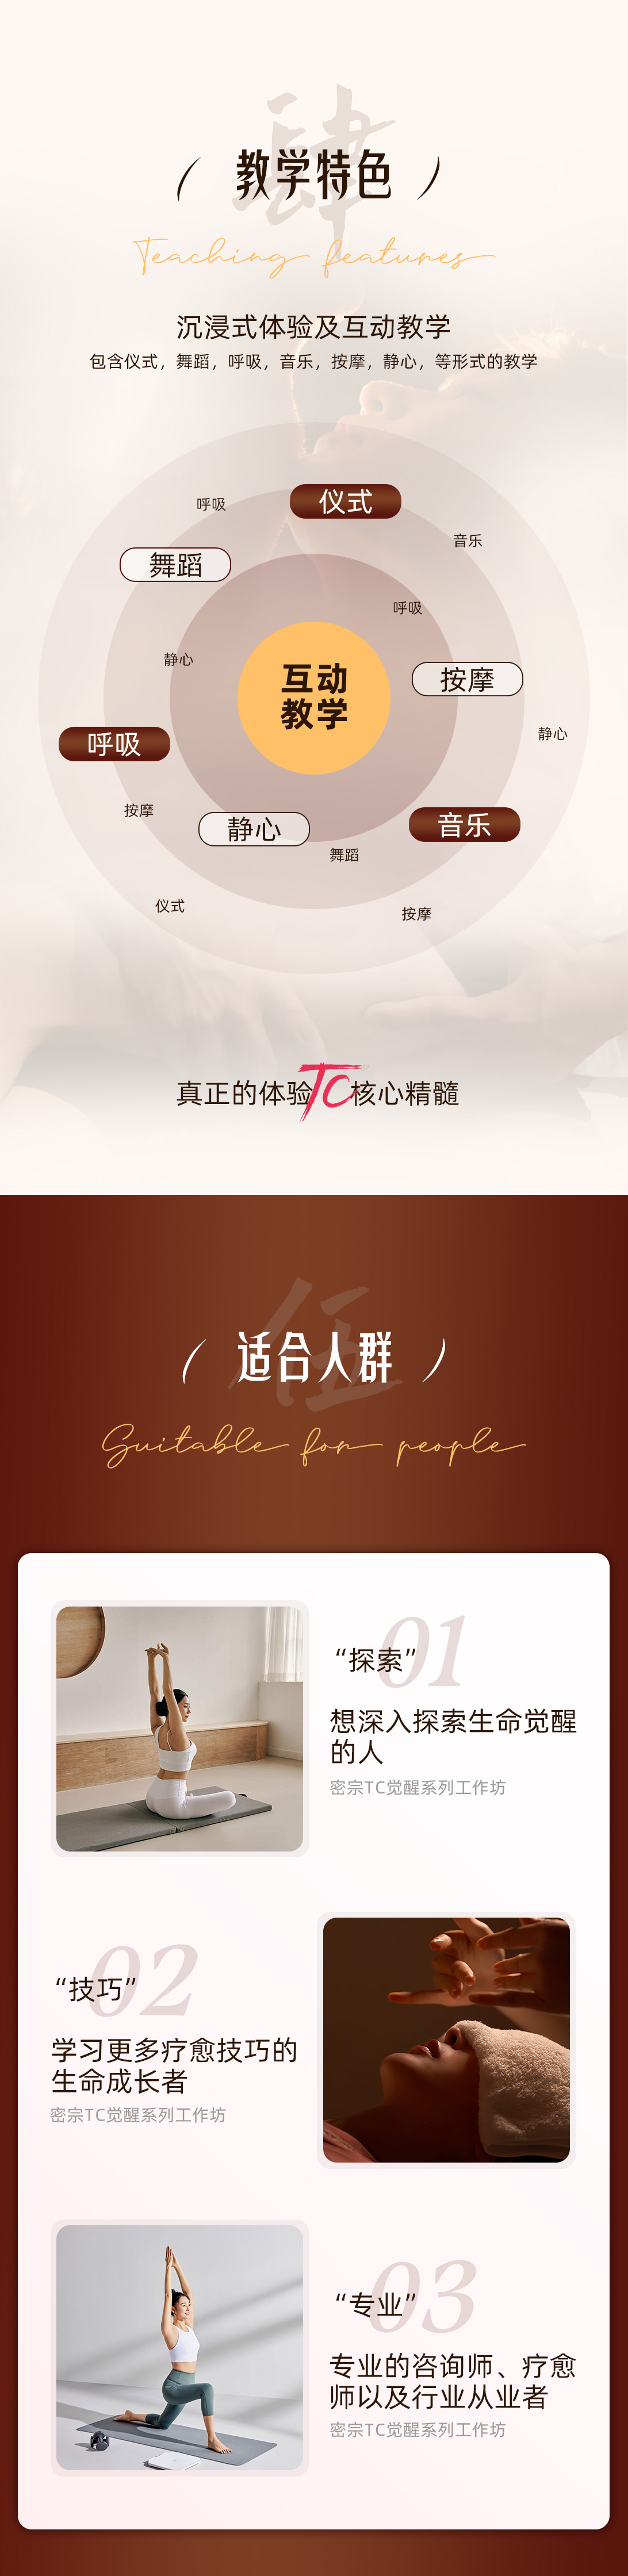 肆
教学特色
Teaching features
沉浸式体验及互动教学
包含仪式，舞蹈，呼吸，音乐，按摩，静心，等形式的教学
呼吸
仪式
音乐
舞蹈
呼吸
静心
互动
教学
按摩
静心
呼吸
按摩
静心
音乐
舞蹈
仪式
按摩
真正的体验TC核心精髓
伍
适合人群
Suitable for people
01
“探索”
想深入探索生命觉醒
的人
密宗TC觉醒系列工作坊
02
“技巧”
学习更多疗愈技巧的
生命成长者
密宗TC觉醒系列工作坊
03
“专业”
专业的咨询师、疗愈
师以及行业从业者
密宗TC觉醒系列工作坊